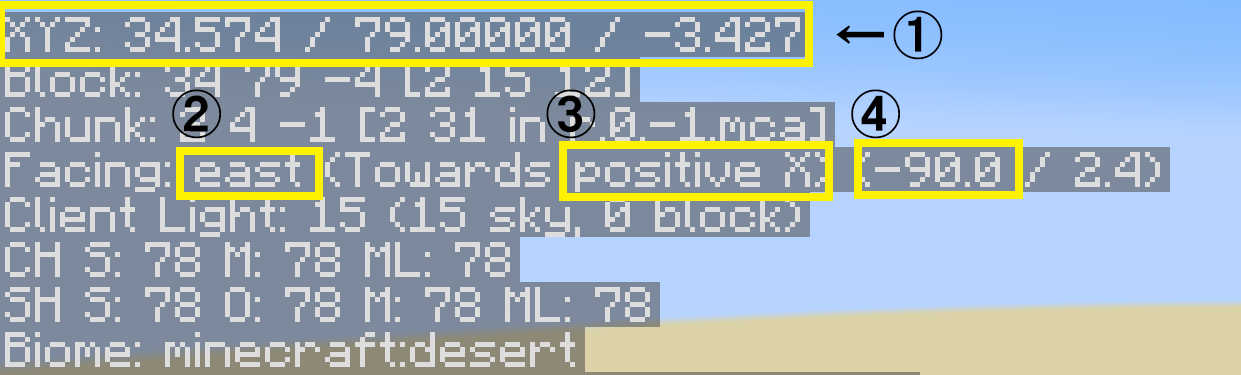 XYZ: 34.574 / 79.00000 / -3.427 ← ①
Block: 34 79 -4 [2 15 12]
② ③ ④
Chunk: 4 -1 [2 31 in .0.-1.mca]
Facing: east (Towards positive X) (-90.0 / 2.4)
Client Light: 15 (15 sky, 0 block)
CH S: 78 M: 78 ML: 78
SH S: 78 O: 78 M: 78 ML: 78
Biome: minecraft:desert